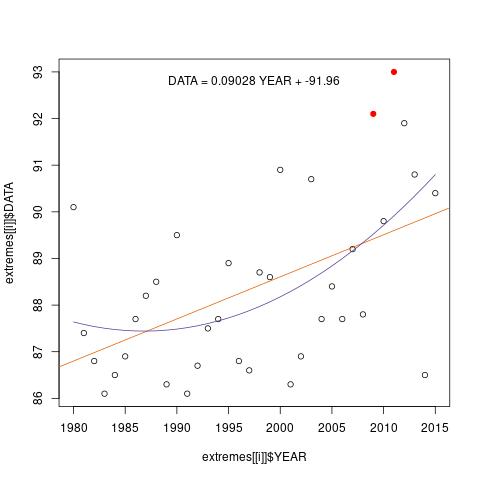 DATA = 0.09028 YEAR + -91.96
93
92
91
90
89
88
87
86
extremes[[i]]$DATA
1980 1985 1990 1995 2000 2005 2010 2015
extremes[[i]]$YEAR